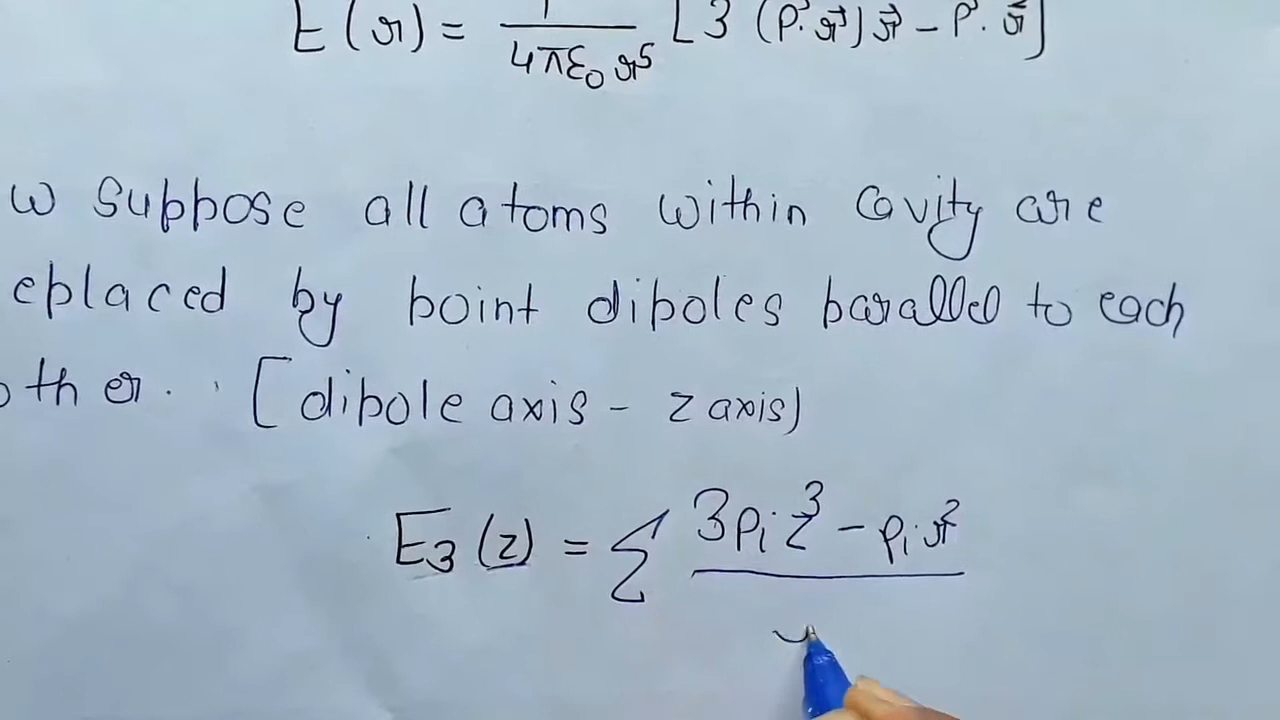 E(r) = 1/4πε₀r⁵ [3 (p⃗.r⃗)r⃗ - p⃗.r⃗]
w suppose all atoms within cavity are
eplaced by point dipoles parallel to each
other. [dipole axis - z axis)
E₃(z) = Σ 3pᵢz³ - pᵢr²